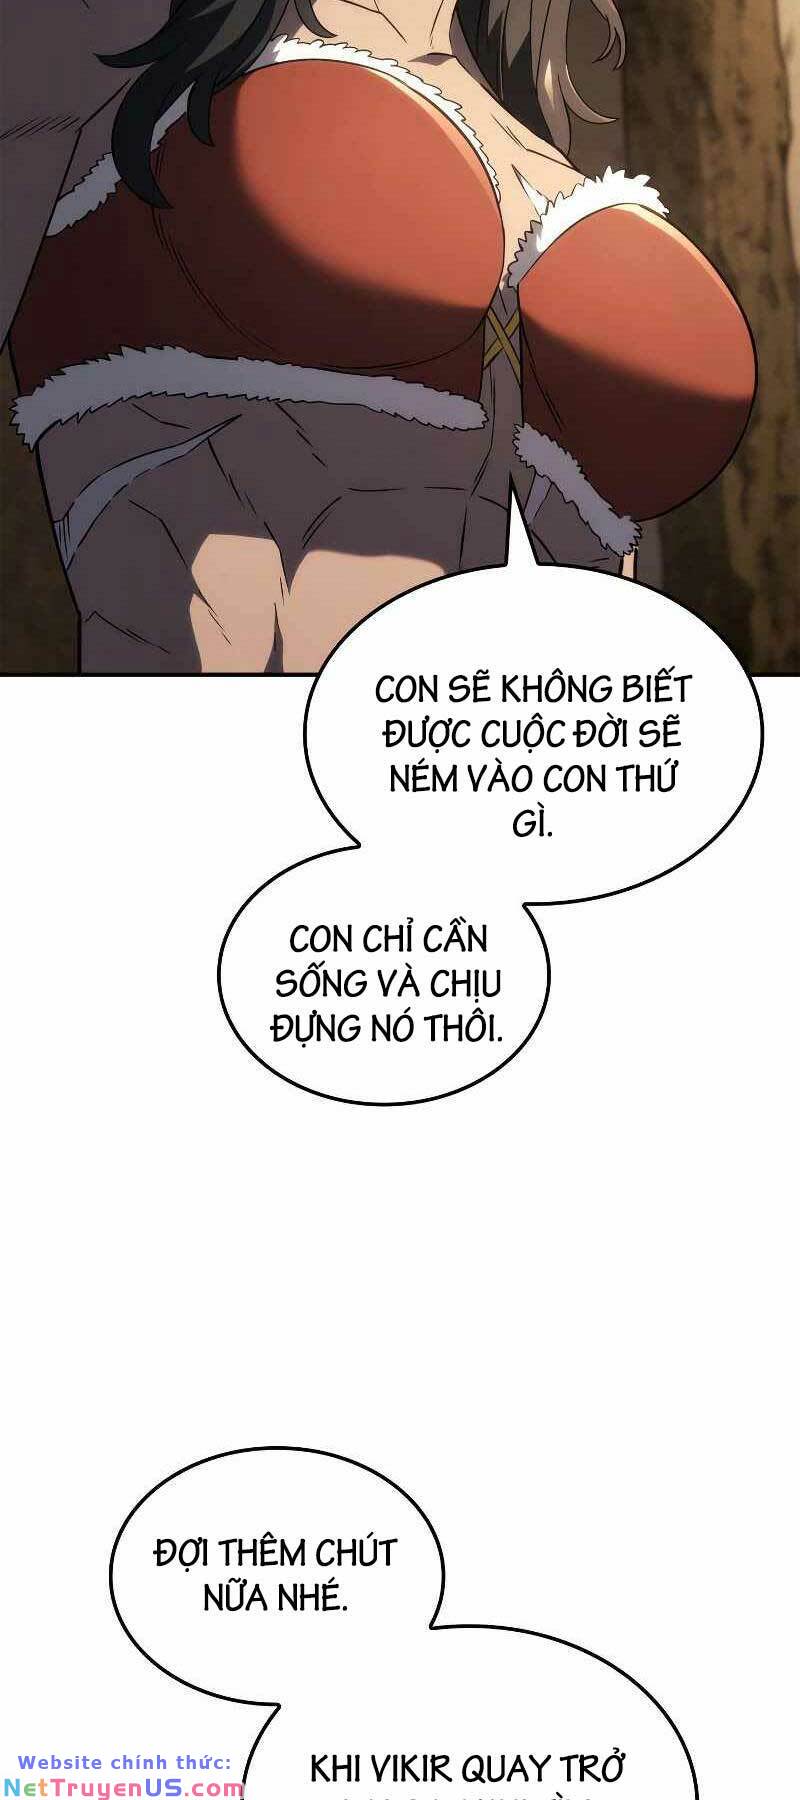 CON SẼ KHÔNG BIẾT
ĐƯỢC CUỘC ĐỜI SẼ
NÉM VÀO CON THỨ
GÌ.
CON CHỈ CẦN
SỐNG VÀ CHỊU
ĐỰNG NÓ THÔI.
ĐỢI THÊM CHÚT
NỮA NHÉ.
KHI VIKIR QUAY TRỞ
Website chính thức:
NetTruyenUS.com